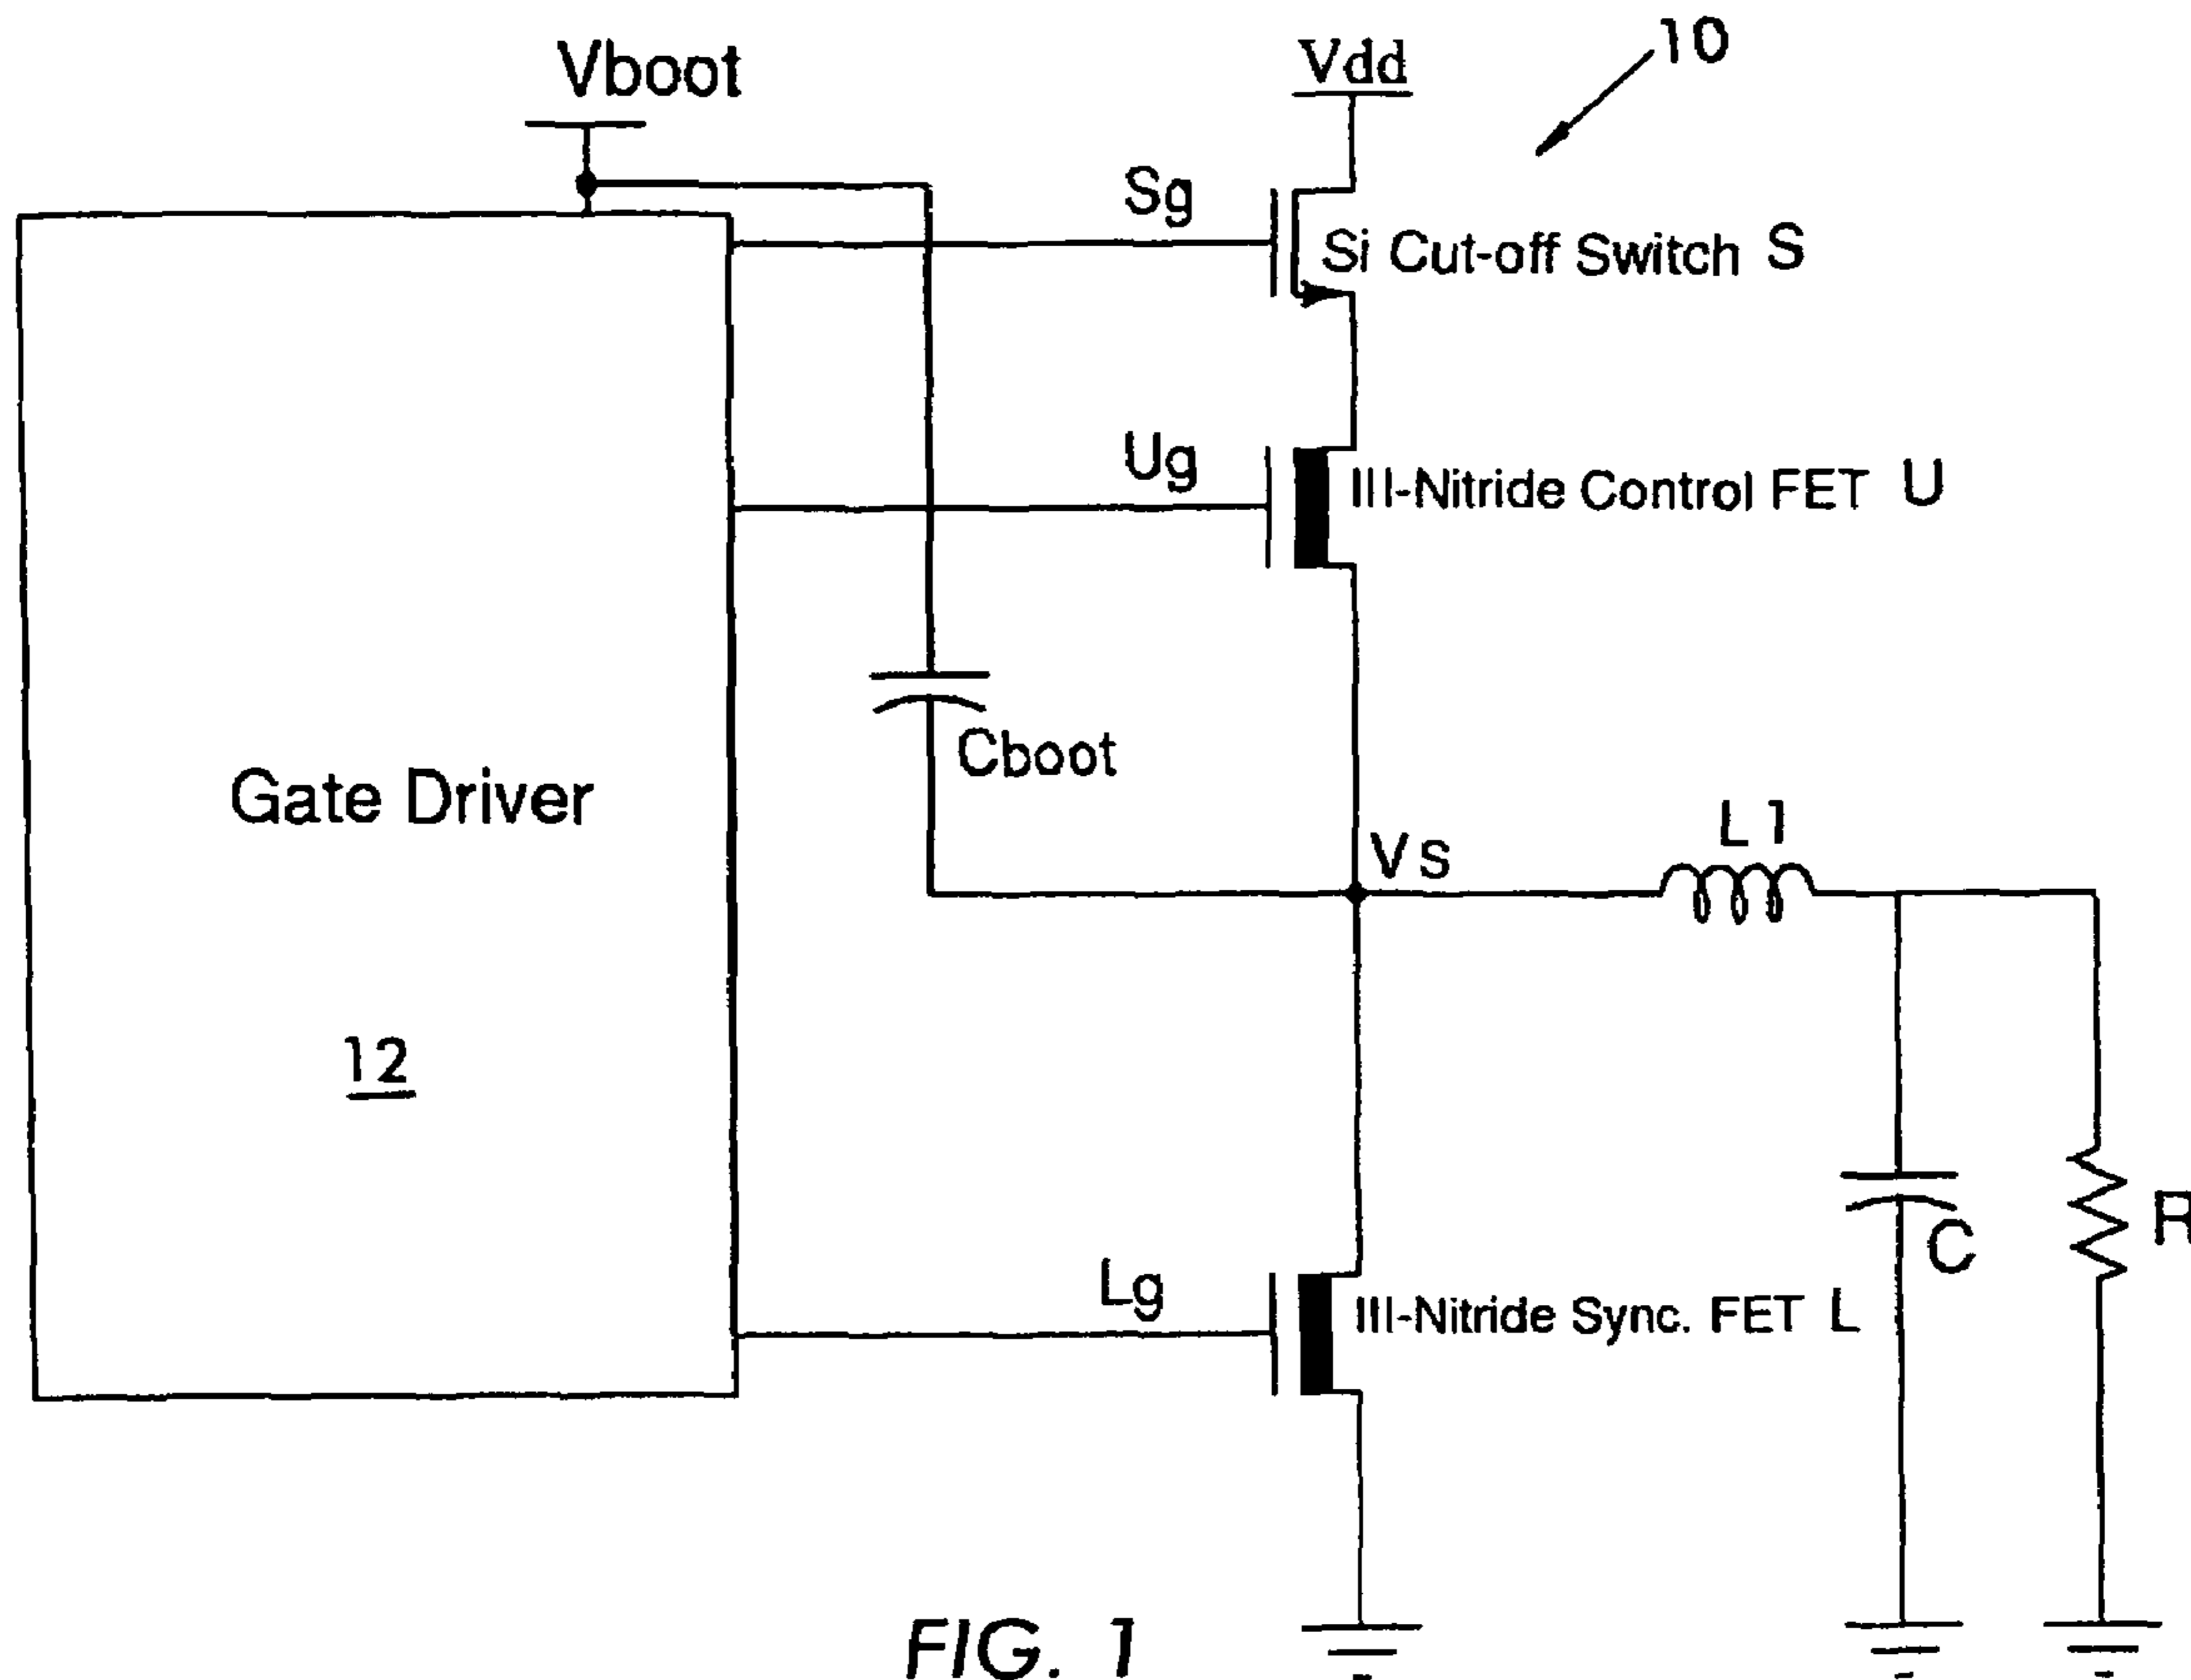 Vboot
Vdd
10
Sg
Si Cut-off Switch S
Ug
III-Nitride Control FET U
Cboot
Gate Driver
Vs
L1
12
Lg
III-Nitride Sync. FET L
C
R
FIG. 1